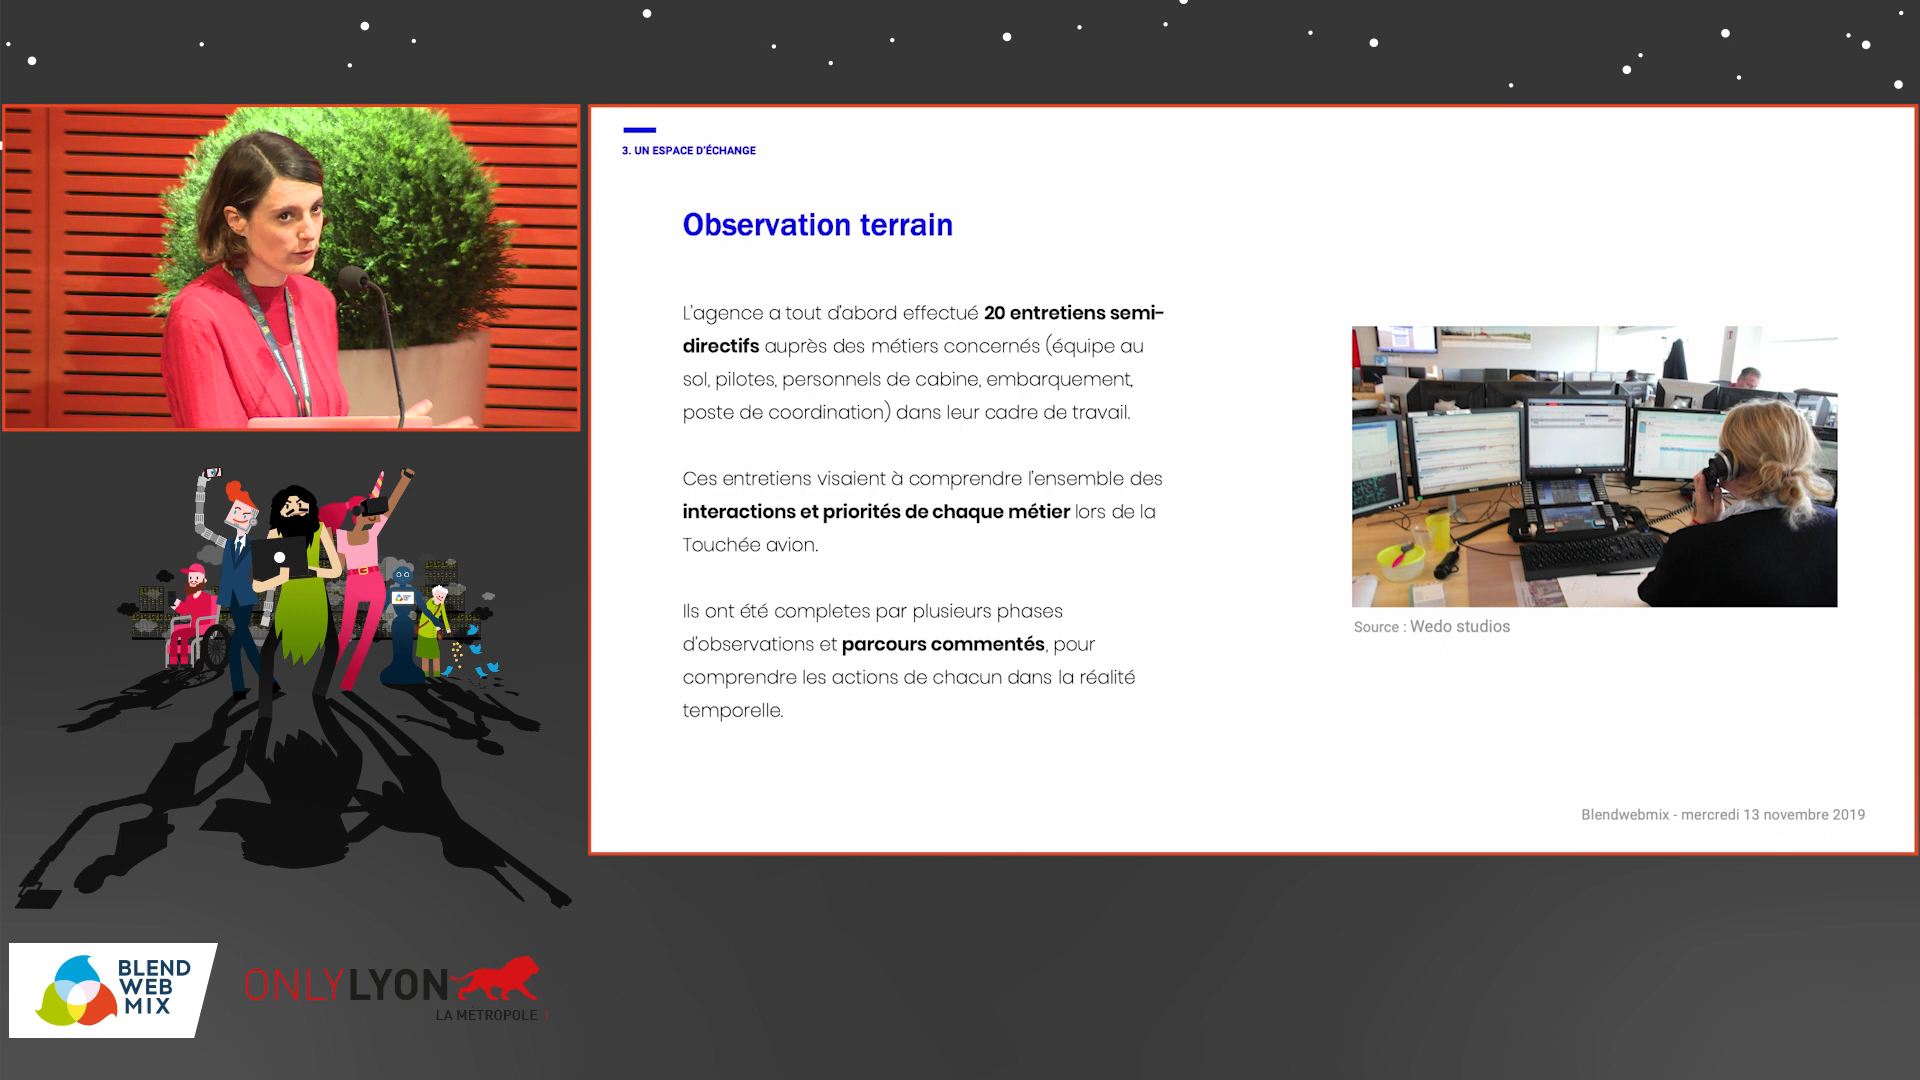 3. UN ESPACE D'ÉCHANGE
Observation terrain
L'agence a tout d'abord effectué 20 entretiens semi-
directifs auprès des métiers concernés (équipe au
sol, pilotes, personnels de cabine, embarquement,
poste de coordination) dans leur cadre de travail.
Ces entretiens visaient à comprendre l'ensemble des
interactions et priorités de chaque métier lors de la
Touchée avion.
Ils ont été completes par plusieurs phases
d'observations et parcours commentés, pour
comprendre les actions de chacun dans la réalité
temporelle.
Source : Wedo studios
Blendwebmix - mercredi 13 novembre 2019
BLEND
WEB
MIX
ONLYLYON
LA MÉTROPOLE